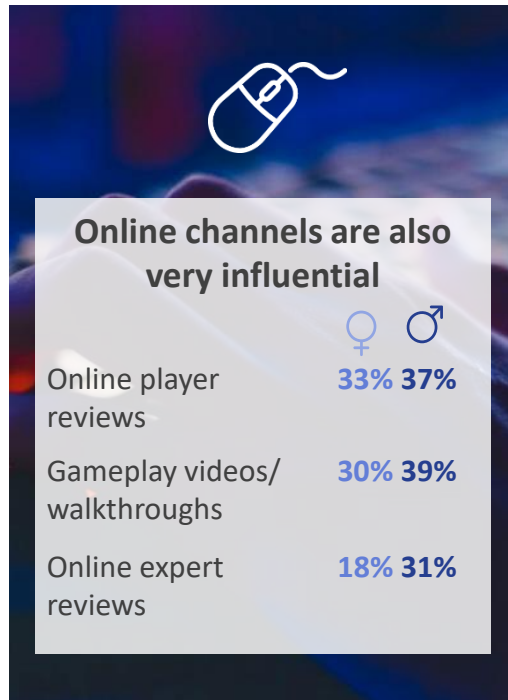 Online channels are also
very influential
♀ ♂
Online player 33% 37%
reviews
Gameplay videos/ 30% 39%
walkthroughs
Online expert 18% 31%
reviews